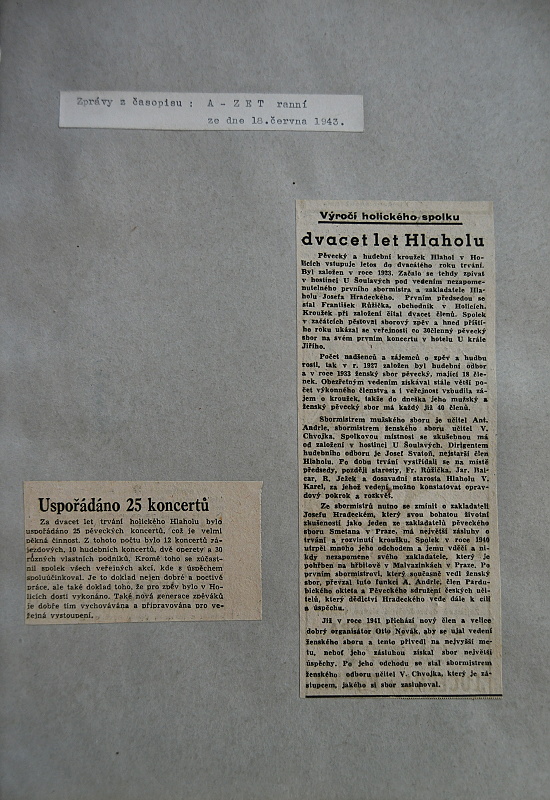 Zprávy z časopisu : A - Z E T ranní
ze dne 18.června 1943.
Výročí holického spolku
dvacet let Hlaholu
Pěvecký a hudební kroužek Hlahol v Ho-
licích vstupuje letos do dvacátého roku trvání.
Byl založen v roce 1923. Začalo se tehdy zpívat
v hostinci U Šoulavých pod vedením nezapome-
nutelného prvního sbormistra a zakladatele Hla-
holu Josefa Hradeckého. Prvním předsedou se
stal František Růžička, obchodník v Holicích.
Kroužek při založení čítal dvacet členů. Spolek
v začátcích pěstoval sborový zpěv a hned příští-
ho roku ukázal se veřejnosti co 30členný pěvecký
sbor na svém prvním koncertu v hotelu U krále
Jiřího.
Počet nadšenců a zájemců o zpěv a hudbu
rostl, tak v r. 1927 založen byl hudební odbor
a v roce 1933 ženský sbor pěvecký, mající 18 čle-
nek. Obezřetným vedením získával stále větší po-
čet výkonného členstva a i veřejnost vzbudila zá-
jem o kroužek, takže do dneška jeho mužský a
ženský pěvecký sbor má každý již 40 členů.
Sbormistrem mužského sboru je učitel Ant.
Andrle, sbormistrem ženského sboru učitel V.
Chvojka. Spolkovou místnost se zkušebnou má
od založení v hostinci U Šoulavých. Dirigentem
hudebního odboru je Josef Svatoň, nejstarší člen
Hlaholu. Po dobu trvání vystřídali se na místě
předsedy, později starosty, Fr. Růžička, Jar. Bal-
car, R. Ježek a dosavadní starosta Hlaholu V.
Karel, za jehož vedení možno konstatovat oprav-
dový pokrok a rozkvět.
Ze sbormistrů nutno se zmínit o zakladateli
Josefu Hradeckém, který svou bohatou životní
zkušeností jako jeden ze zakladatelů pěveckého
sboru Smetana v Praze, má největší zásluhy o
trvání a rozvinutí kroužku. Spolek v roce 1940
utrpěl mnoho jeho odchodem a jemu vděčí a ni-
kdy nezapomene svého zakladatele, který je
pohřben na hřbitově v Malvazinkách v Praze. Po
prvním sbormistrovi, který současně vedl ženský
sbor, převzal tuto funkci A. Andrle, člen Pardu-
bického okteta a Pěveckého sdružení českých uči-
telů, který dědictví Hradeckého vede dále k cíli
a úspěchu.
Již v roce 1941 přichází nový člen a velice
dobrý organisátor Otto Novák, aby se ujal vedení
ženského sboru a tento přivedl na nejvyšší me-
tu, neboť jeho zásluhou získal sbor největší
úspěchy. Po jeho odchodu se stal sbormistrem
ženského odboru učitel V. Chvojka, který je zá-
stupcem, jakého si sbor zasluhoval.
Uspořádáno 25 koncertů
Za dvacet let trvání holického Hlaholu bylo
uspořádáno 25 pěveckých koncertů, což je velmi
pěkná činnost. Z tohoto počtu bylo 12 koncertů zá-
jezdových, 10 hudebních koncertů, dvě operety a 30
různých vlastních podniků. Kromě toho se zúčast-
nil spolek všech veřejných akcí, kde s úspěchem
spoluúčinkoval. Je to doklad nejen dobré a poctivé
práce, ale také doklad toho, že pro zpěv bylo v Ho-
licích dosti vykonáno. Také nová generace zpěváků
je dobře tím vychovávána a připravována pro ve-
řejná vystoupení.